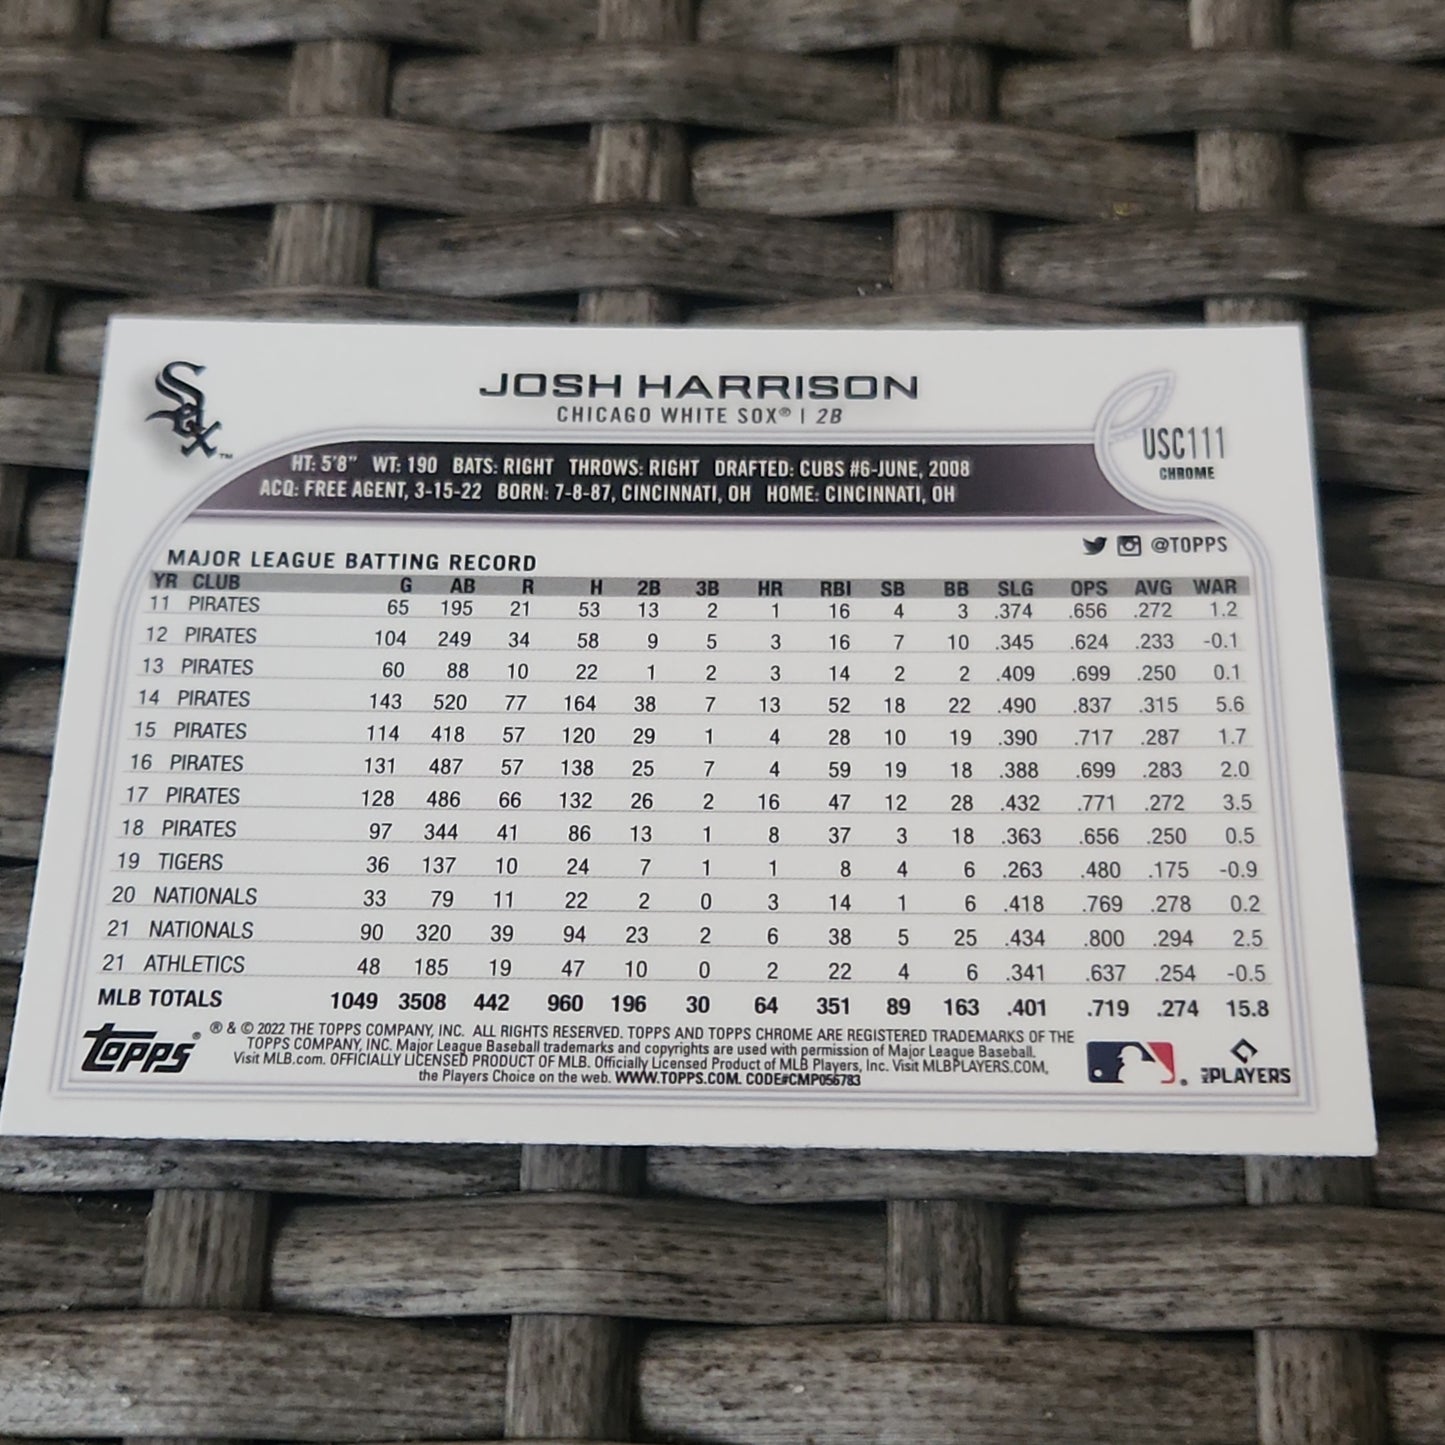 Sox™
JOSH HARRISON
CHICAGO WHITE SOX® | 2B
USC111
CHROME
HT: 5'8" WT: 190 BATS: RIGHT THROWS: RIGHT DRAFTED: CUBS #6-JUNE, 2008
ACQ: FREE AGENT, 3-15-22 BORN: 7-8-87, CINCINNATI, OH HOME: CINCINNATI, OH
@TOPPS
MAJOR LEAGUE BATTING RECORD
YR CLUB G AB R H 2B 3B HR RBI SB BB SLG OPS AVG WAR
11 PIRATES 65 195 21 53 13 2 1 16 4 3 .374 .656 .272 1.2
12 PIRATES 104 249 34 58 9 5 3 16 7 10 .345 .624 .233 -0.1
13 PIRATES 60 88 10 22 1 2 3 14 2 2 .409 .699 .250 0.1
14 PIRATES 143 520 77 164 38 7 13 52 18 22 .490 .837 .315 5.6
15 PIRATES 114 418 57 120 29 1 4 28 10 19 .390 .717 .287 1.7
16 PIRATES 131 487 57 138 25 7 4 59 19 18 .388 .699 .283 2.0
17 PIRATES 128 486 66 132 26 2 16 47 12 28 .432 .771 .272 3.5
18 PIRATES 97 344 41 86 13 1 8 37 3 18 .363 .656 .250 0.5
19 TIGERS 36 137 10 24 7 1 1 8 4 6 .263 .480 .175 -0.9
20 NATIONALS 33 79 11 22 2 0 3 14 1 6 .418 .769 .278 0.2
21 NATIONALS 90 320 39 94 23 2 6 38 5 25 .434 .800 .294 2.5
21 ATHLETICS 48 185 19 47 10 0 2 22 4 6 .341 .637 .254 -0.5
MLB TOTALS 1049 3508 442 960 196 30 64 351 89 163 .401 .719 .274 15.8
Topps®
® & © 2022 THE TOPPS COMPANY, INC. ALL RIGHTS RESERVED. TOPPS AND TOPPS CHROME ARE REGISTERED TRADEMARKS OF THE
TOPPS COMPANY, INC. Major League Baseball trademarks and copyrights are used with permission of Major League Baseball.
Visit MLB.com. OFFICIALLY LICENSED PRODUCT OF MLB. Officially Licensed Product of MLB Players, Inc. Visit MLBPLAYERS.COM,
the Players Choice on the web. WWW.TOPPS.COM. CODE#CMP056783
MLB PLAYERS